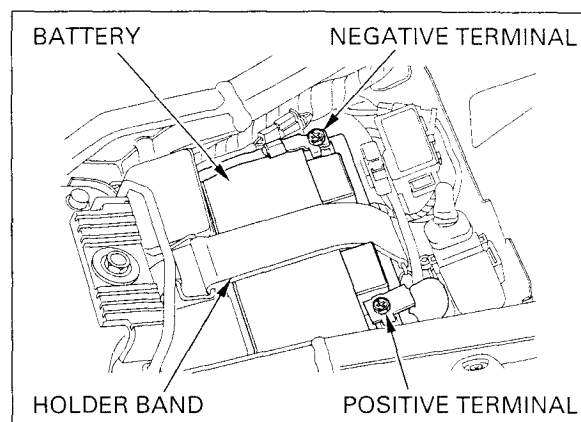 BATTERY
NEGATIVE TERMINAL
HOLDER BAND
POSITIVE TERMINAL